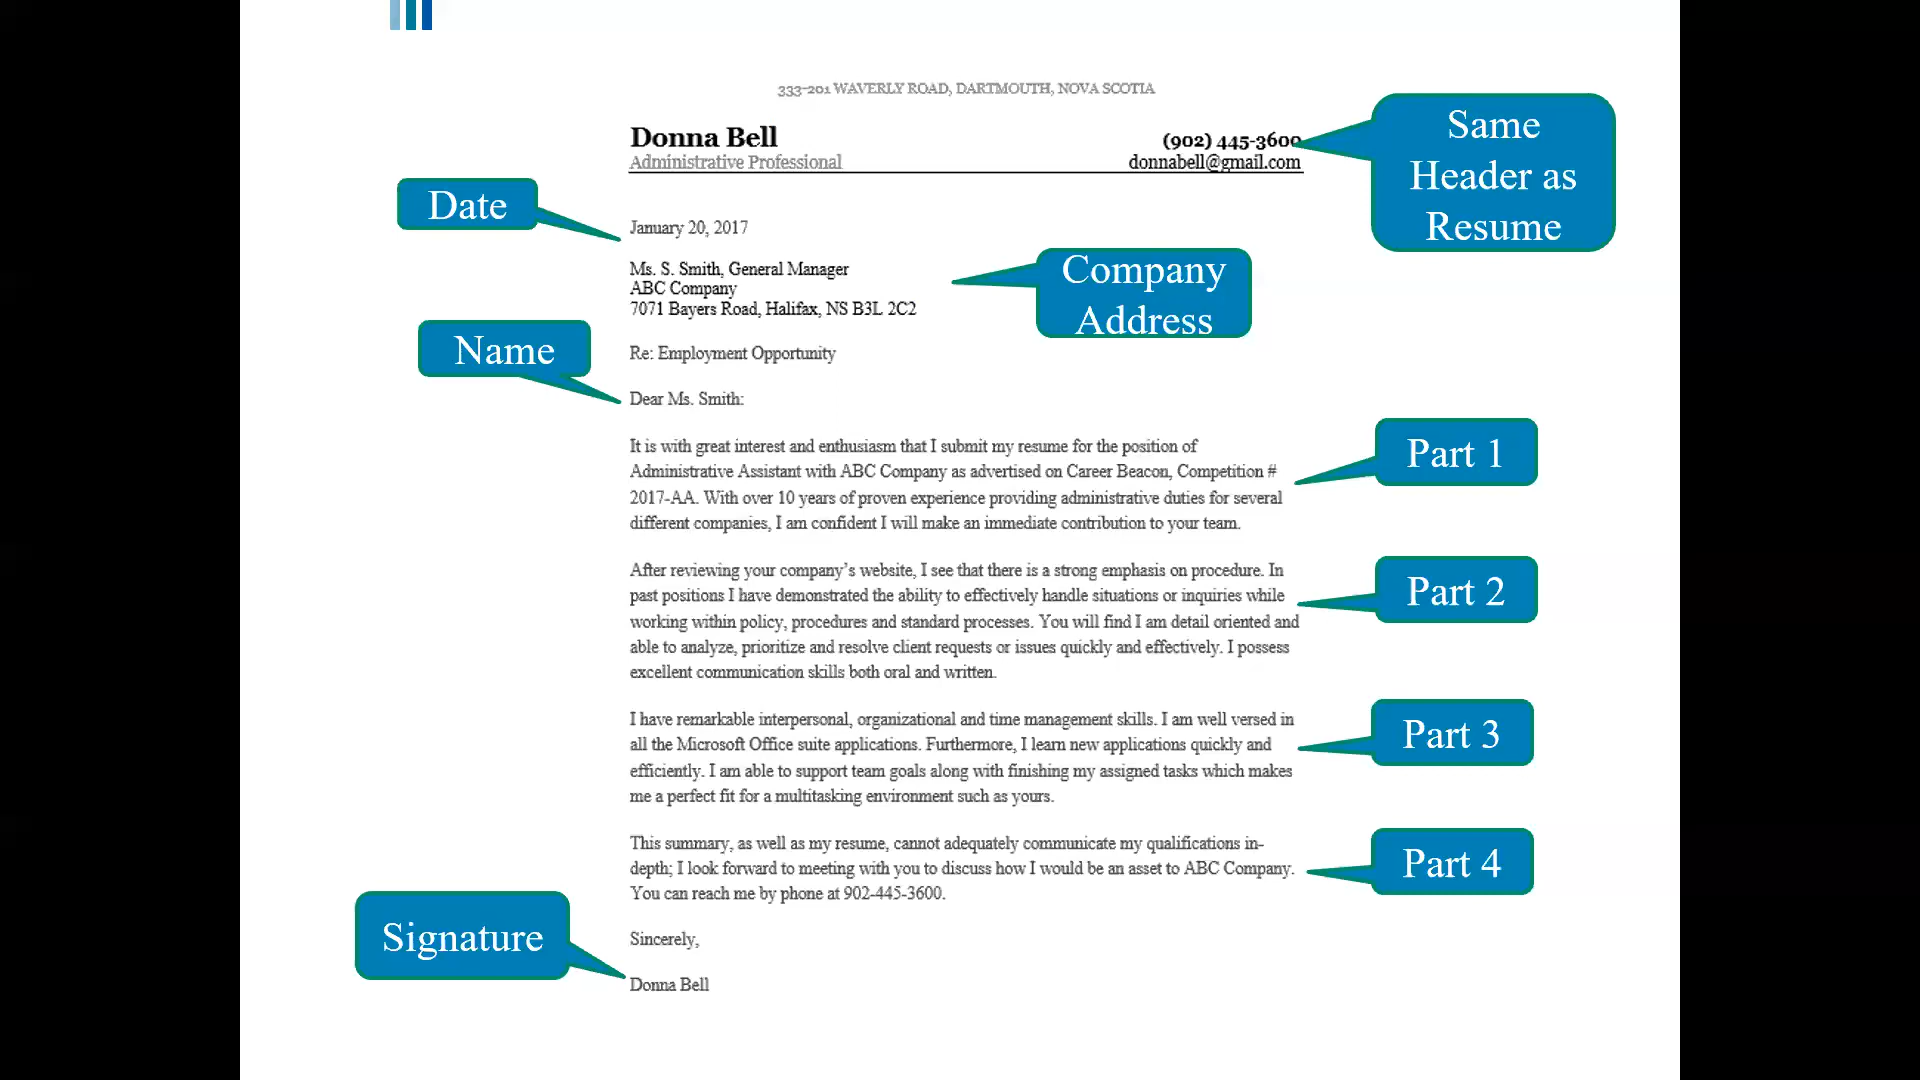 333-201 WAVERLY ROAD, DARTMOUTH, NOVA SCOTIA
Donna Bell
(902) 445-3600
Administrative Professional
donnabell@gmail.com
Same
Header as
Resume
Date
January 20, 2017
Ms. S. Smith, General Manager
ABC Company
7071 Bayers Road, Halifax, NS B3L 2C2
Company
Address
Name
Re: Employment Opportunity
Dear Ms. Smith:
It is with great interest and enthusiasm that I submit my resume for the position of
Administrative Assistant with ABC Company as advertised on Career Beacon, Competition #
2017-AA. With over 10 years of proven experience providing administrative duties for several
different companies, I am confident I will make an immediate contribution to your team.
Part 1
After reviewing your company’s website, I see that there is a strong emphasis on procedure. In
past positions I have demonstrated the ability to effectively handle situations or inquiries while
working within policy, procedures and standard processes. You will find I am detail oriented and
able to analyze, prioritize and resolve client requests or issues quickly and effectively. I possess
excellent communication skills both oral and written.
Part 2
I have remarkable interpersonal, organizational and time management skills. I am well versed in
all the Microsoft Office suite applications. Furthermore, I learn new applications quickly and
efficiently. I am able to support team goals along with finishing my assigned tasks which makes
me a perfect fit for a multitasking environment such as yours.
Part 3
This summary, as well as my resume, cannot adequately communicate my qualifications in-
depth; I look forward to meeting with you to discuss how I would be an asset to ABC Company.
You can reach me by phone at 902-445-3600.
Part 4
Sincerely,
Signature
Donna Bell